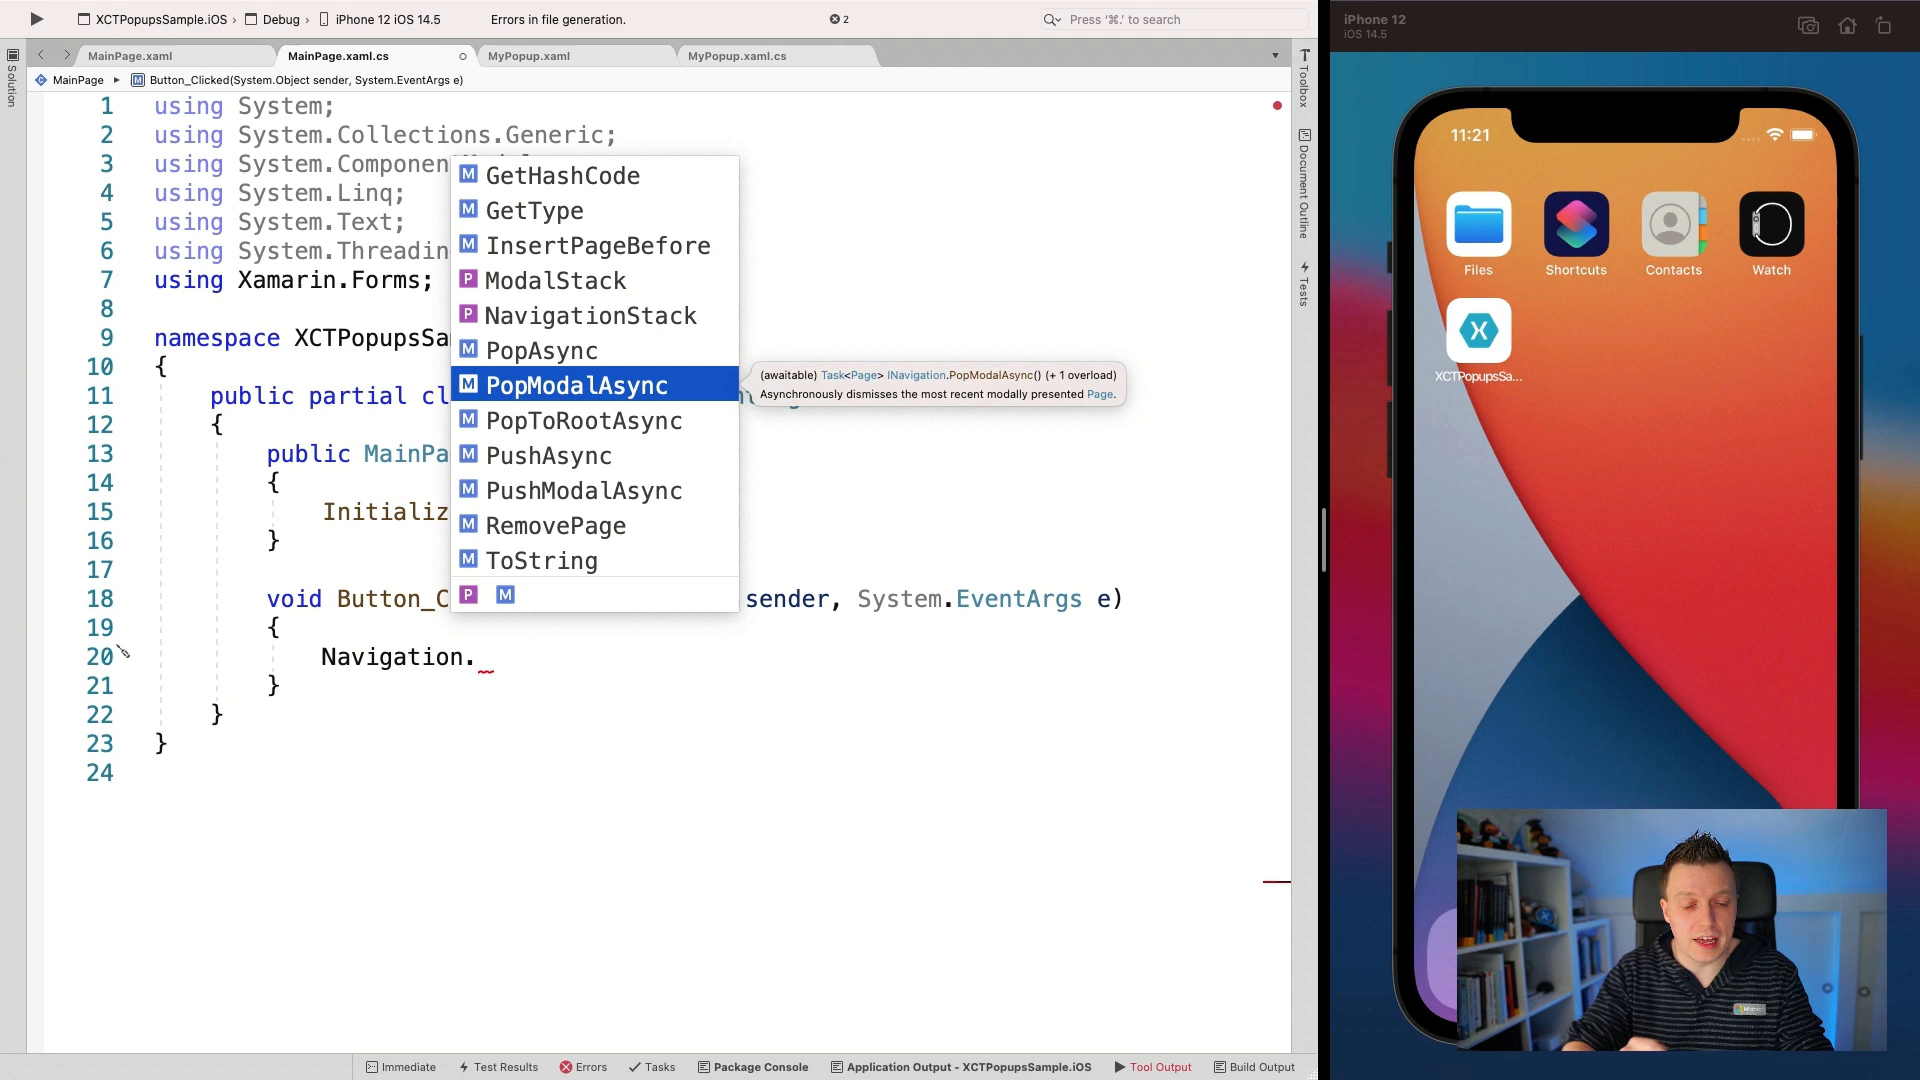 XCTPopupsSample.iOS › Debug › iPhone 12 iOS 14.5
Errors in file generation.
2
Press '⌘.' to search
MainPage.xaml
MainPage.xaml.cs
MyPopup.xaml
MyPopup.xaml.cs
MainPage ▸ Button_Clicked(System.Object sender, System.EventArgs e)
Solution
Toolbox
Document Outline
Tests
1 using System;
2 using System.Collections.Generic;
3 using System.Component
4 using System.Linq;
5 using System.Text;
6 using System.Threadin
7 using Xamarin.Forms;
8
9 namespace XCTPopupsSa
10 {
11 public partial cl
12 {
13 public MainPa
14 {
15 Initializ
16 }
17
18 void Button_C sender, System.EventArgs e)
19 {
20 Navigation.
21 }
22 }
23 }
24
M GetHashCode
M GetType
M InsertPageBefore
P ModalStack
P NavigationStack
M PopAsync
M PopModalAsync
M PopToRootAsync
M PushAsync
M PushModalAsync
M RemovePage
M ToString
P M
(awaitable) Task<Page> INavigation.PopModalAsync() (+ 1 overload)
Asynchronously dismisses the most recent modally presented Page.
Immediate
Test Results
Errors
Tasks
Package Console
Application Output - XCTPopupsSample.iOS
Tool Output
Build Output
iPhone 12
iOS 14.5
11:21
Files
Shortcuts
Contacts
Watch
XCTPopupsSa...